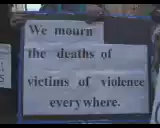 We mourn
the deaths of
victims of violence
everywhere.